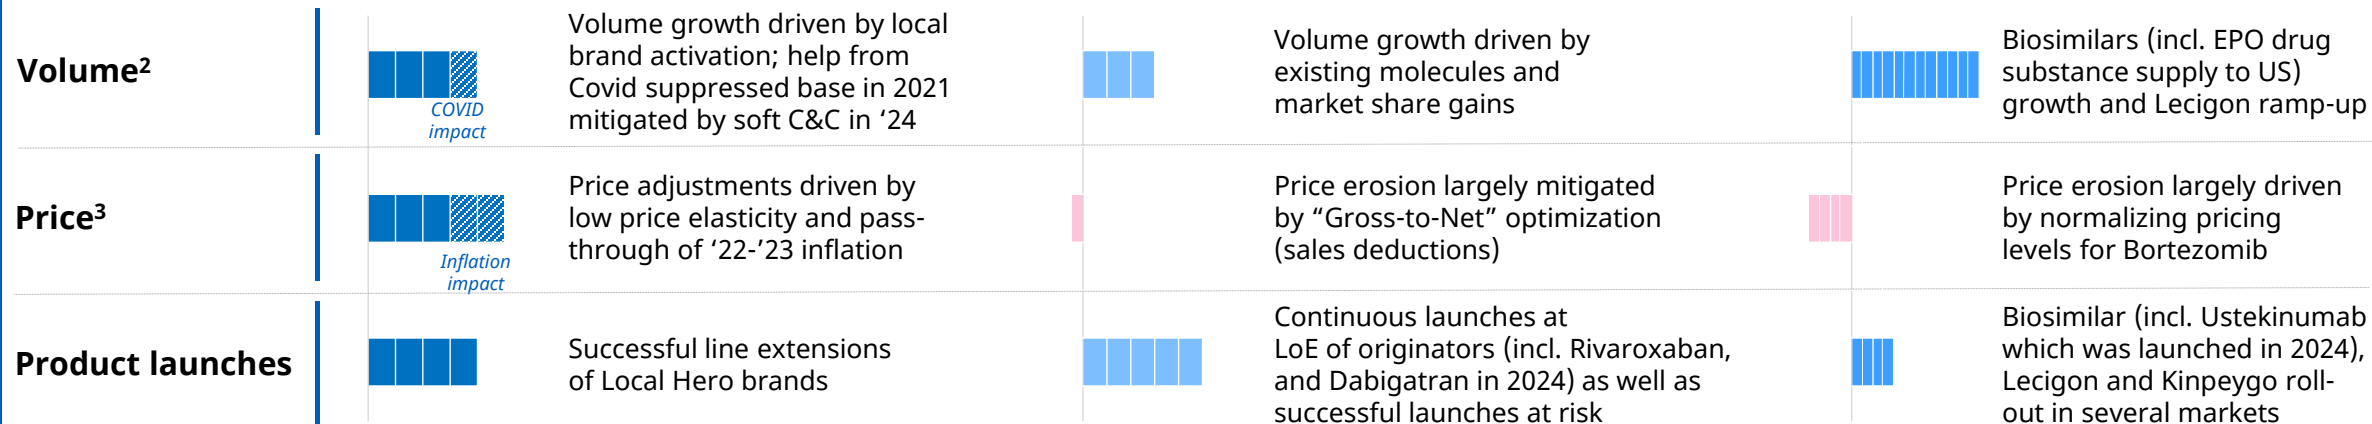 Volume²
COVID
impact
Volume growth driven by local
brand activation; help from
Covid suppressed base in 2021
mitigated by soft C&C in ‘24
Volume growth driven by
existing molecules and
market share gains
Biosimilars (incl. EPO drug
substance supply to US)
growth and Lecigon ramp-up
Price³
Inflation
impact
Price adjustments driven by
low price elasticity and pass-
through of ‘22-’23 inflation
Price erosion largely mitigated
by “Gross-to-Net” optimization
(sales deductions)
Price erosion largely driven
by normalizing pricing
levels for Bortezomib
Product launches
Successful line extensions
of Local Hero brands
Continuous launches at
LoE of originators (incl. Rivaroxaban,
and Dabigatran in 2024) as well as
successful launches at risk
Biosimilar (incl. Ustekinumab
which was launched in 2024),
Lecigon and Kinpeygo roll-
out in several markets